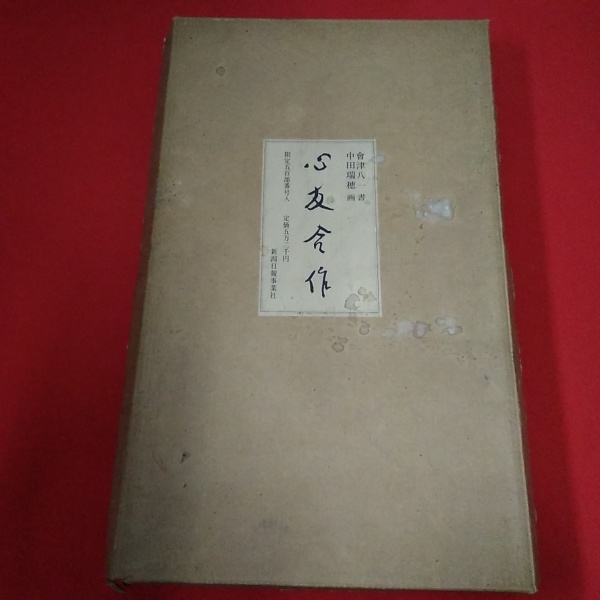 會津八一 書
中田瑞穂 画
心友合作
限定五百部番号入 定価五万二千円
新潟日報事業社